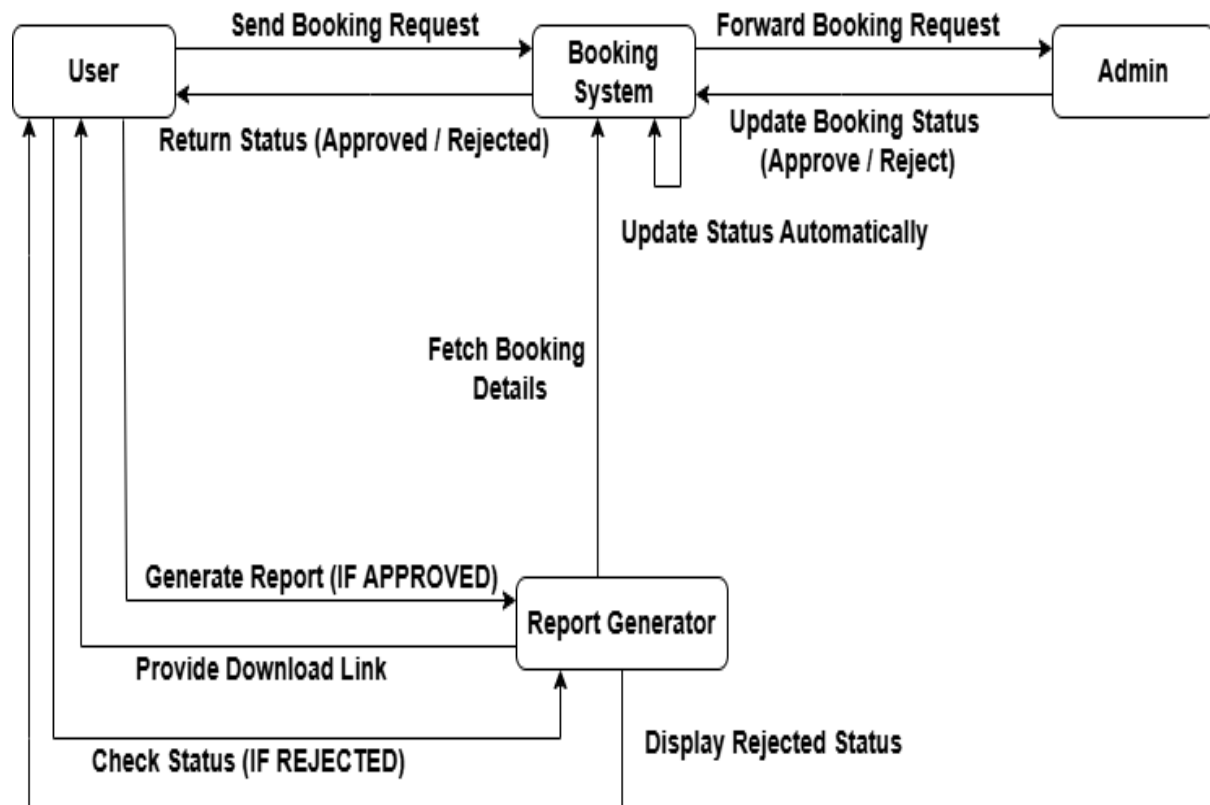 Send Booking Request
Forward Booking Request
User
Booking
System
Admin
Return Status (Approved / Rejected)
Update Booking Status
(Approve / Reject)
Update Status Automatically
Fetch Booking
Details
Generate Report (IF APPROVED)
Report Generator
Provide Download Link
Check Status (IF REJECTED)
Display Rejected Status